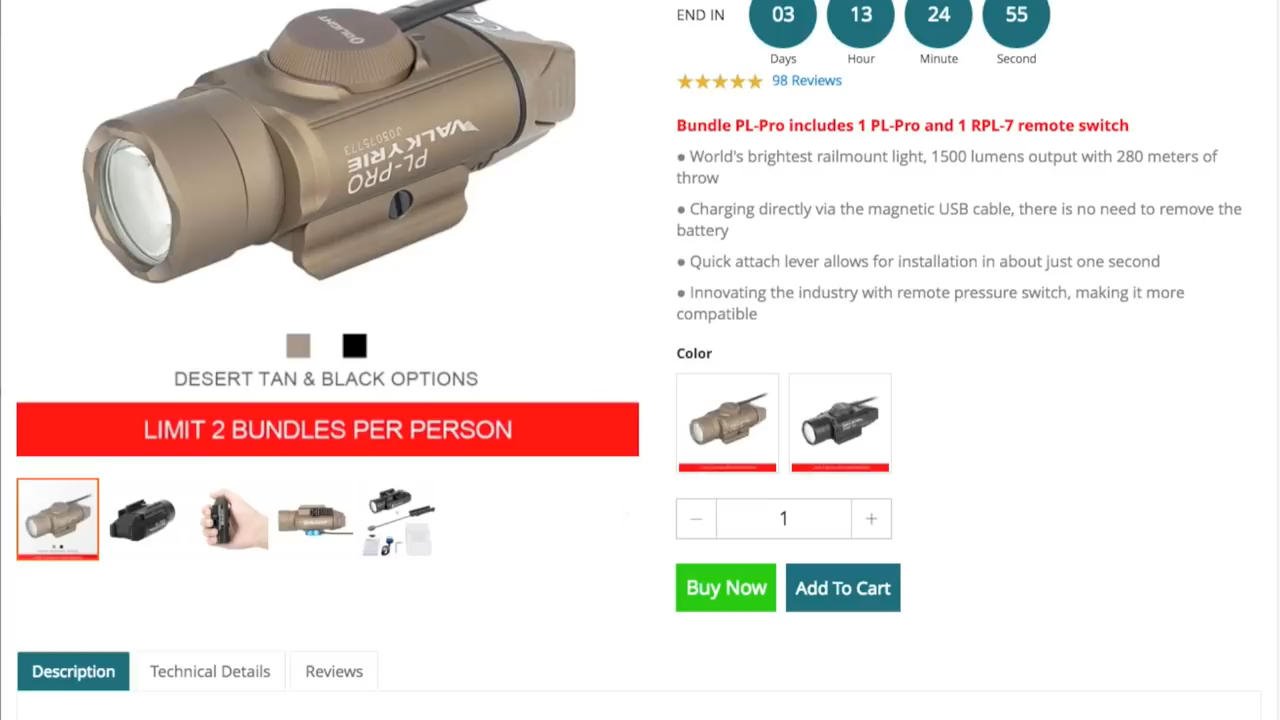 OLIGHT
VALKYRIE
J05075773
PL-PRO
DESERT TAN & BLACK OPTIONS
LIMIT 2 BUNDLES PER PERSON
Description
Technical Details
Reviews
END IN
03
13
24
55
Days
Hour
Minute
Second
98 Reviews
Bundle PL-Pro includes 1 PL-Pro and 1 RPL-7 remote switch
● World's brightest railmount light, 1500 lumens output with 280 meters of
throw
● Charging directly via the magnetic USB cable, there is no need to remove the
battery
● Quick attach lever allows for installation in about just one second
● Innovating the industry with remote pressure switch, making it more
compatible
Color
− 1 +
Buy Now
Add To Cart